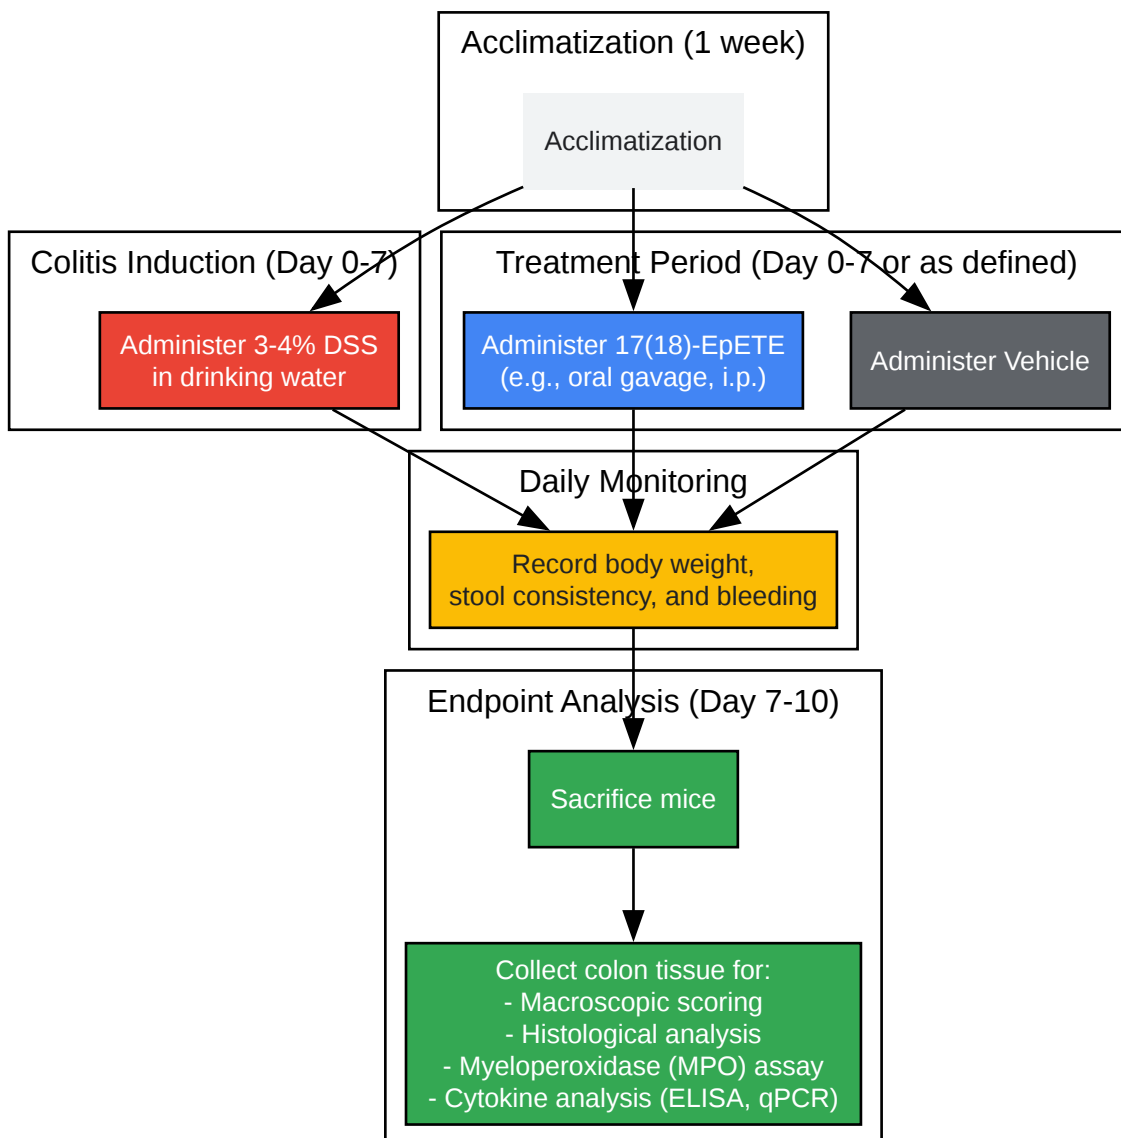 Acclimatization (1 week)
Acclimatization
Colitis Induction (Day 0-7)
Treatment Period (Day 0-7 or as defined)
Administer 3-4% DSS
in drinking water
Administer 17(18)-EpETE
(e.g., oral gavage, i.p.)
Administer Vehicle
Daily Monitoring
Record body weight,
stool consistency, and bleeding
Endpoint Analysis (Day 7-10)
Sacrifice mice
Collect colon tissue for:
- Macroscopic scoring
- Histological analysis
- Myeloperoxidase (MPO) assay
- Cytokine analysis (ELISA, qPCR)